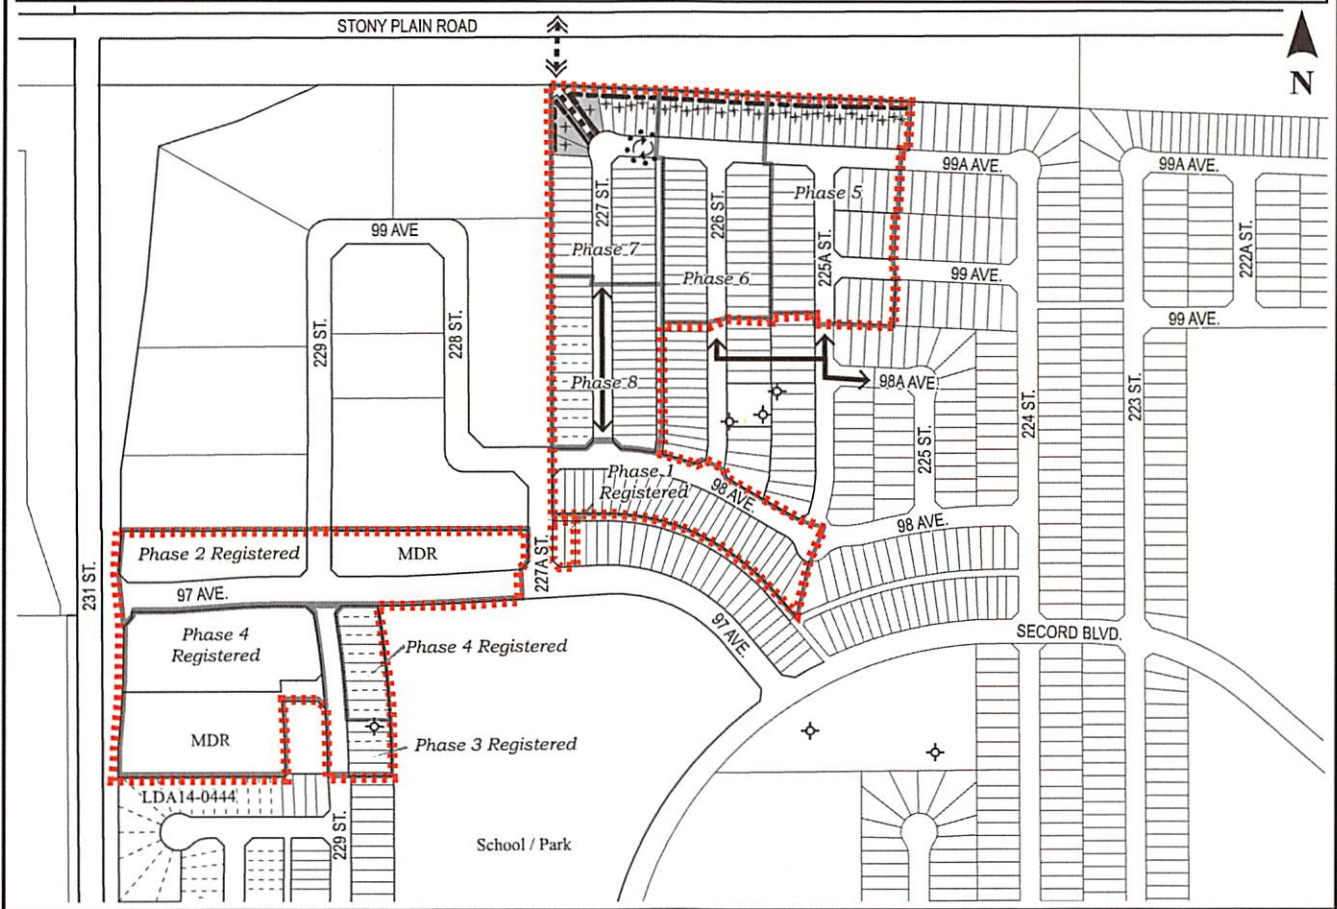 STONY PLAIN ROAD
N
99A AVE.
99A AVE.
Phase 5
227 ST.
226 ST.
225A ST.
222A ST.
99 AVE
Phase 7
Phase 6
99 AVE.
99 AVE.
229 ST.
228 ST.
Phase 8
98A AVE.
224 ST.
223 ST.
225 ST.
Phase 1
Registered
98 AVE.
98 AVE.
Phase 2 Registered
MDR
227A ST.
231 ST.
97 AVE.
Phase 4
Registered
Phase 4 Registered
97 AVE.
SECORD BLVD.
MDR
Phase 3 Registered
LDA14-0444
229 ST.
School / Park